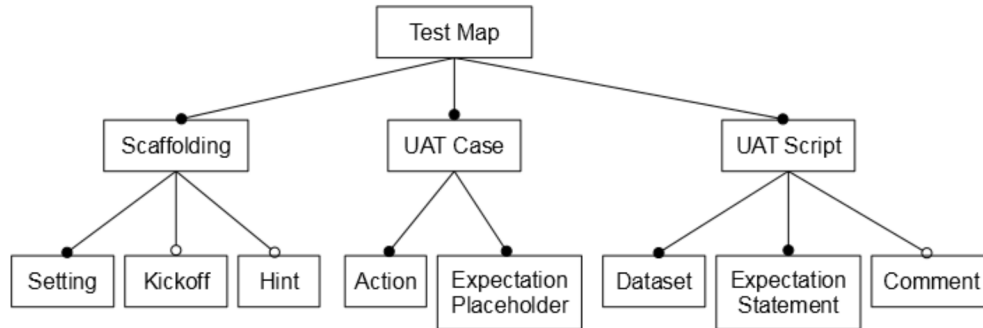 Test Map
Scaffolding
UAT Case
UAT Script
Setting
Kickoff
Hint
Action
Expectation
Placeholder
Dataset
Expectation
Statement
Comment